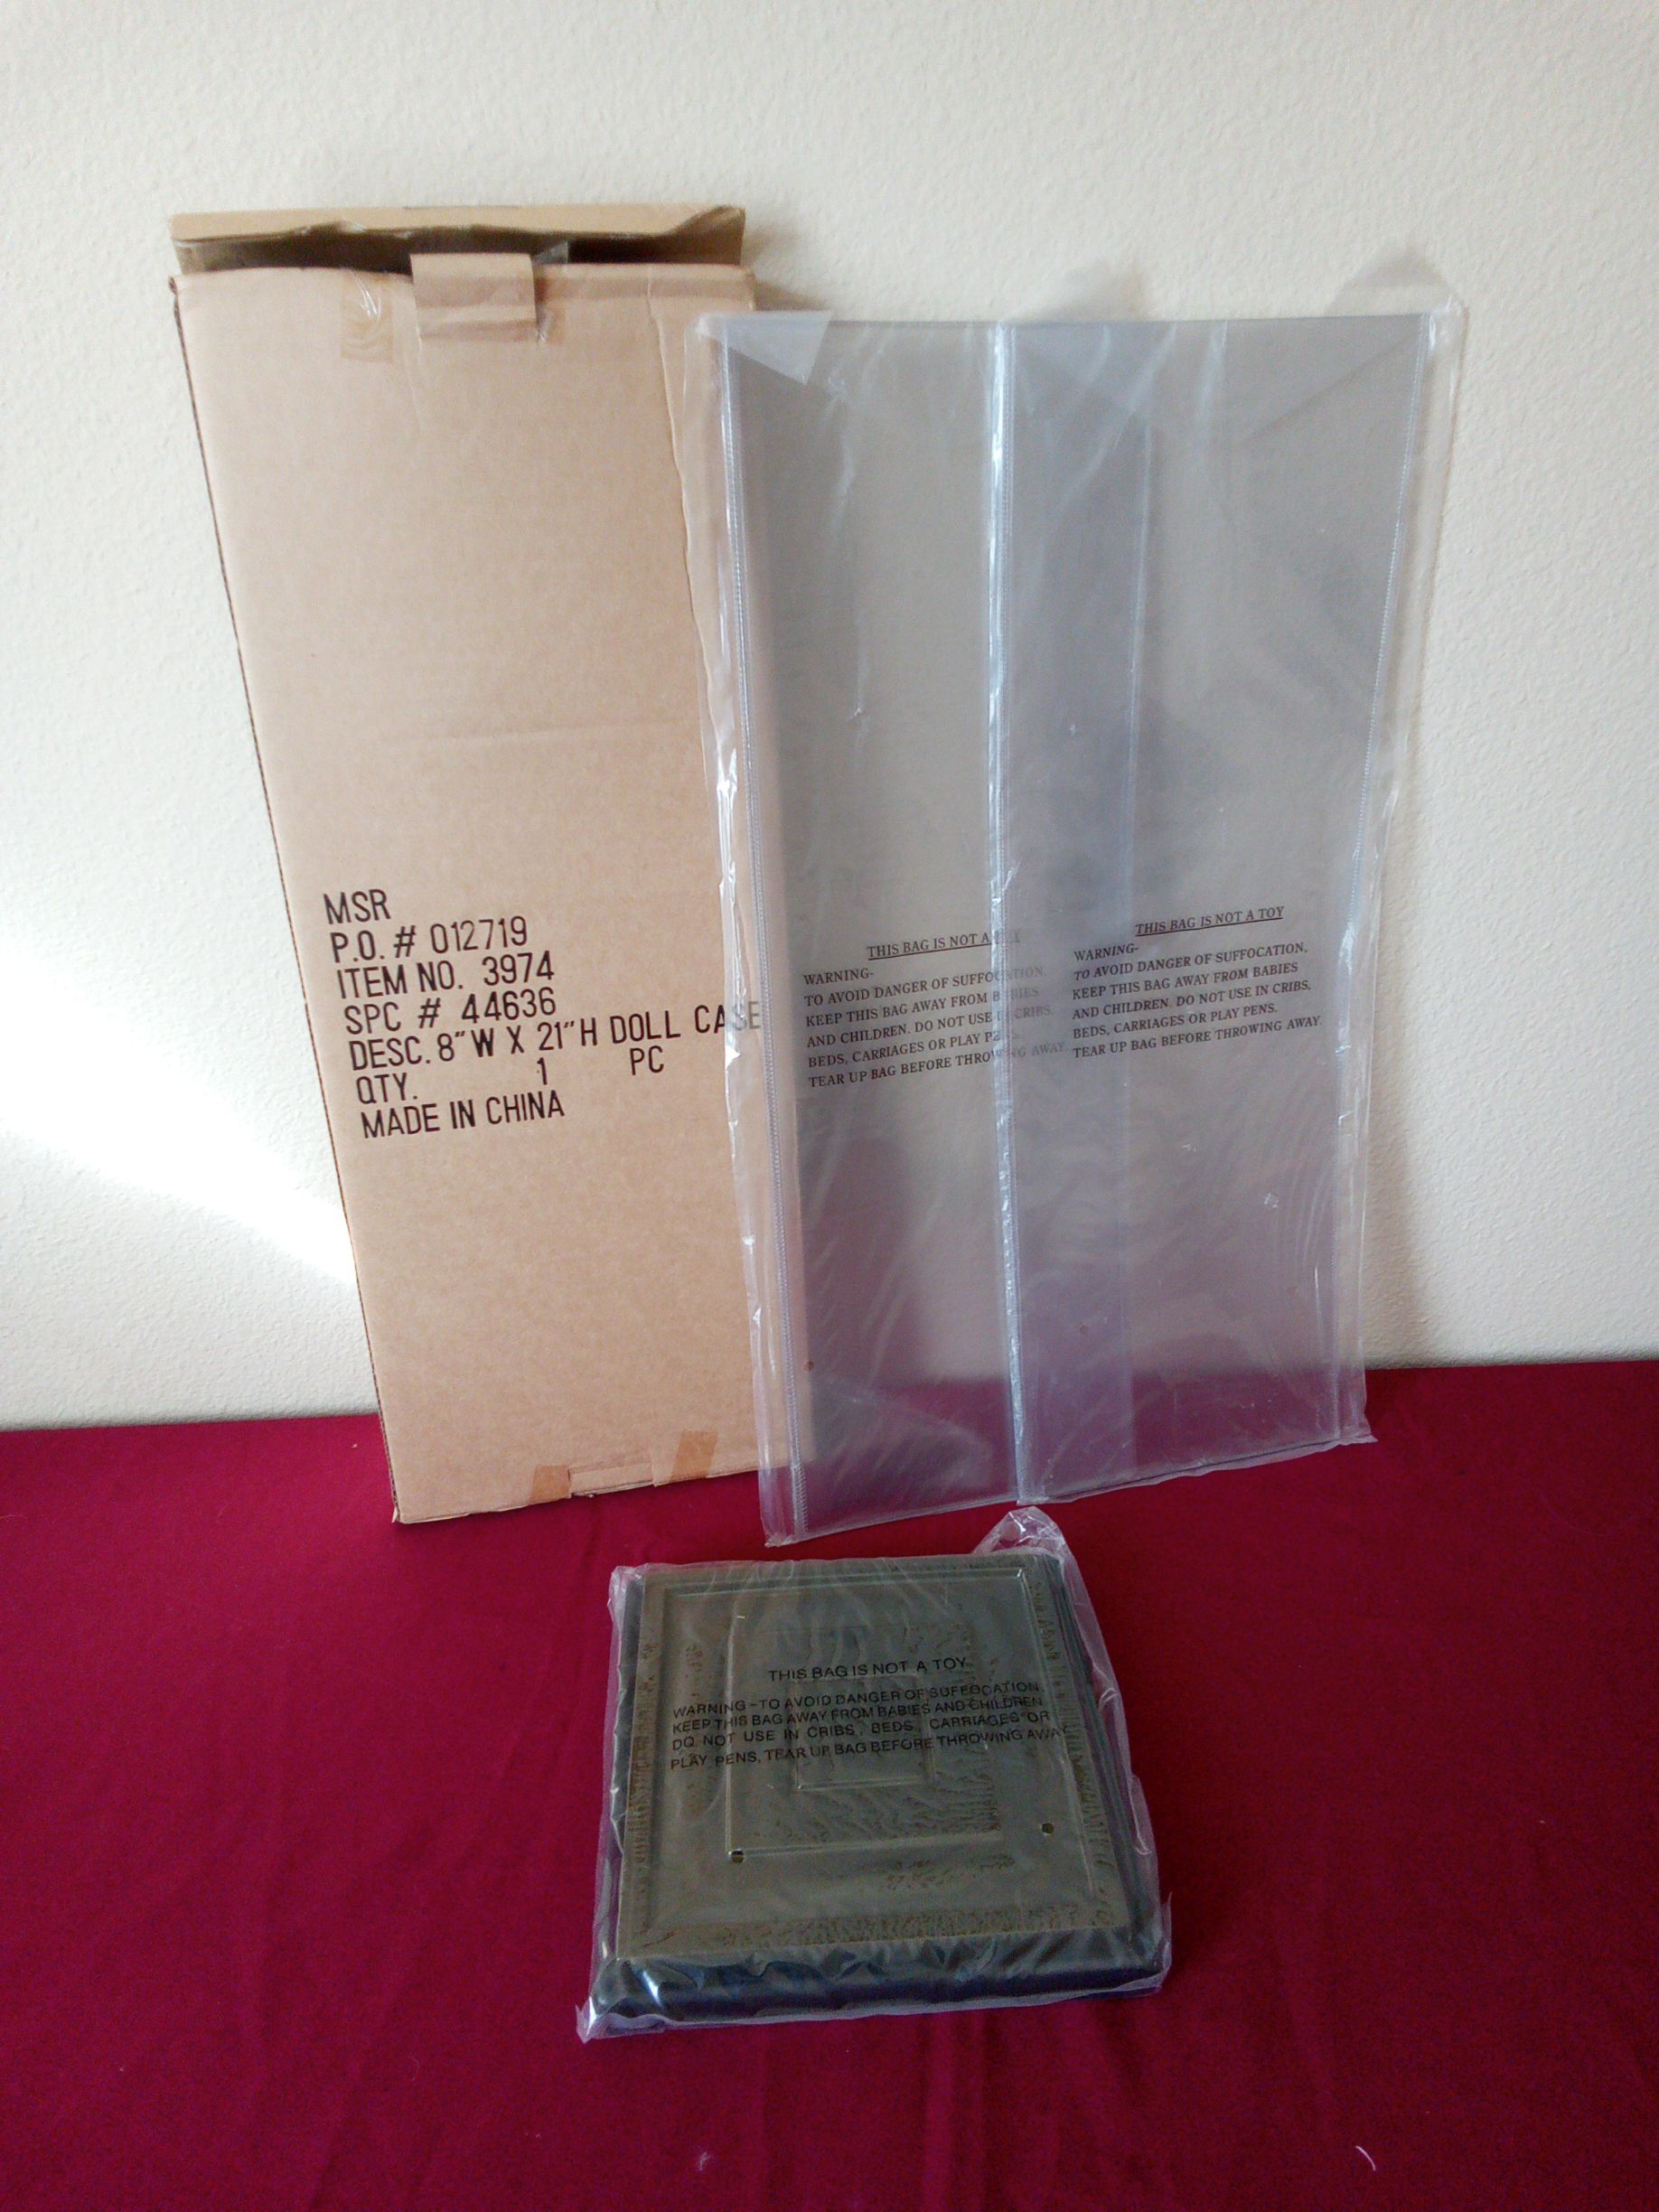 MSR
P.O. # 012719
ITEM NO. 3974
SPC # 44636
DESC. 8"W X 21"H DOLL CASE
QTY. 1 PC
MADE IN CHINA
THIS BAG IS NOT A TOY
WARNING-
TO AVOID DANGER OF SUFFOCATION,
KEEP THIS BAG AWAY FROM BABIES
AND CHILDREN. DO NOT USE IN CRIBS,
BEDS, CARRIAGES OR PLAY PENS.
TEAR UP BAG BEFORE THROWING AWAY.
THIS BAG IS NOT A TOY
WARNING-
TO AVOID DANGER OF SUFFOCATION,
KEEP THIS BAG AWAY FROM BABIES
AND CHILDREN. DO NOT USE IN CRIBS,
BEDS, CARRIAGES OR PLAY PENS.
TEAR UP BAG BEFORE THROWING AWAY.
THIS BAG IS NOT A TOY
WARNING-TO AVOID DANGER OF SUFFOCATION
KEEP THIS BAG AWAY FROM BABIES AND CHILDREN
DO NOT USE IN CRIBS, BEDS, CARRIAGES OR
PLAY PENS, TEAR UP BAG BEFORE THROWING AWAY